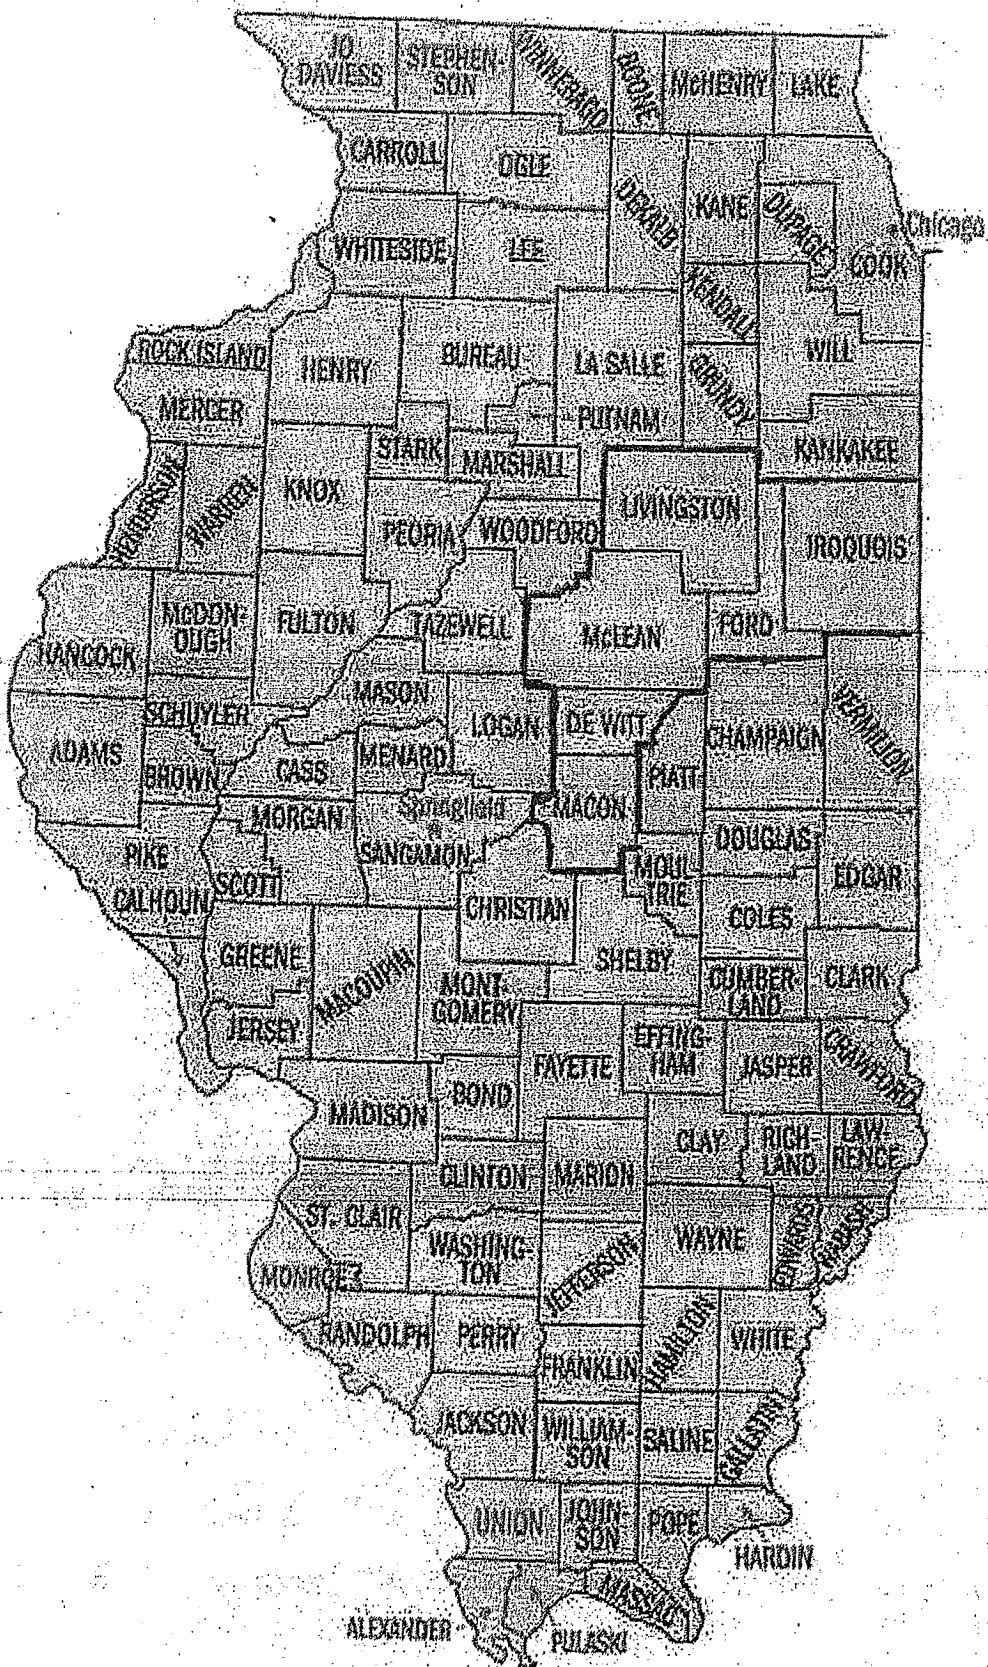 JO
DAVIESS
STEPHEN-
SON
WINNEBAGO
BOONE
McHENRY
LAKE
CARROLL
OGLE
DEKALB
KANE
DUPAGE
Chicago
COOK
WHITESIDE
LEE
KENDALL
WILL
ROCK ISLAND
HENRY
BUREAU
LA SALLE
GRUNDY
MERCER
PUTNAM
KANKAKEE
STARK
MARSHALL
HENDERSON
WARREN
KNOX
PEORIA
WOODFORD
LIVINGSTON
IROQUOIS
HANCOCK
McDON-
OUGH
FULTON
TAZEWELL
McLEAN
FORD
MASON
SCHUYLER
LOGAN
DE WITT
CHAMPAIGN
VERMILION
ADAMS
BROWN
CASS
MENARD
PIATT
MORGAN
Springfield
MACON
SANGAMON
DOUGLAS
PIKE
SCOTT
MOUL-
TRIE
EDGAR
CALHOUN
CHRISTIAN
COLES
GREENE
MACOUPIN
SHELBY
CUMBER-
LAND
CLARK
MONT-
GOMERY
JERSEY
FAYETTE
EFFING-
HAM
JASPER
CRAWFORD
MADISON
BOND
CLAY
RICH-
LAND
LAW-
RENCE
CLINTON
MARION
ST. CLAIR
WASHING-
TON
WAYNE
EDWARDS
WABASH
MONROE
JEFFERSON
RANDOLPH
PERRY
HAMILTON
WHITE
FRANKLIN
JACKSON
WILLIAM-
SON
SALINE
GALLATIN
UNION
JOHN-
SON
POPE
HARDIN
MASSAC
ALEXANDER
PULASKI